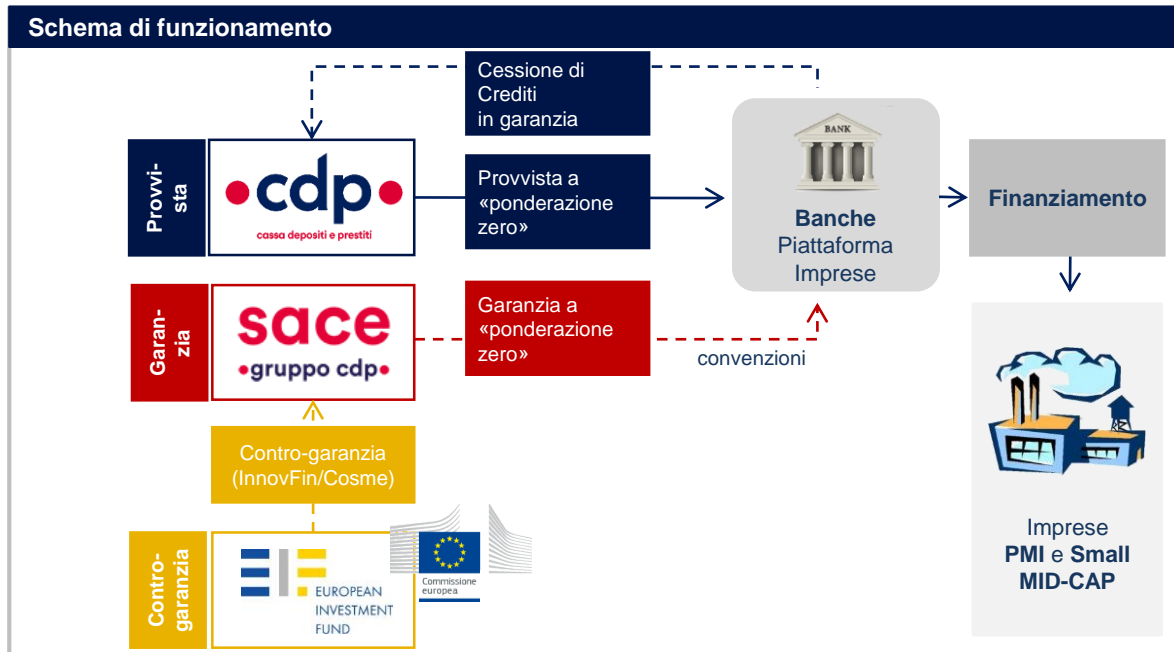 Schema di funzionamento
Cessione di
Crediti
in garanzia
Provvi-
sta
cdp
cassa depositi e prestiti
Provvista a
«ponderazione
zero»
BANK
Banche
Piattaforma
Imprese
Finanziamento
Garan-
zia
sace
gruppo cdp
Garanzia a
«ponderazione
zero»
convenzioni
Contro-garanzia
(InnovFin/Cosme)
Contro-
garanzia
EIF
EUROPEAN
INVESTMENT
FUND
Commissione
europea
Imprese
PMI e Small
MID-CAP